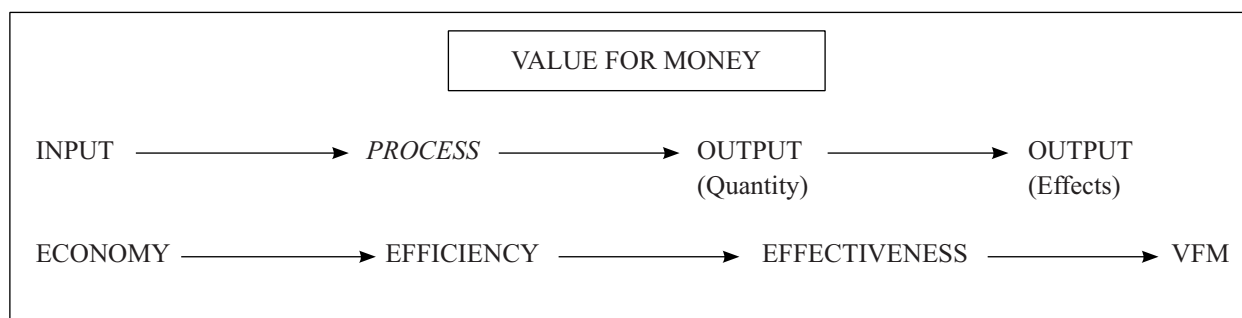 VALUE FOR MONEY
INPUT PROCESS OUTPUT OUTPUT
(Quantity) (Effects)
ECONOMY EFFICIENCY EFFECTIVENESS VFM